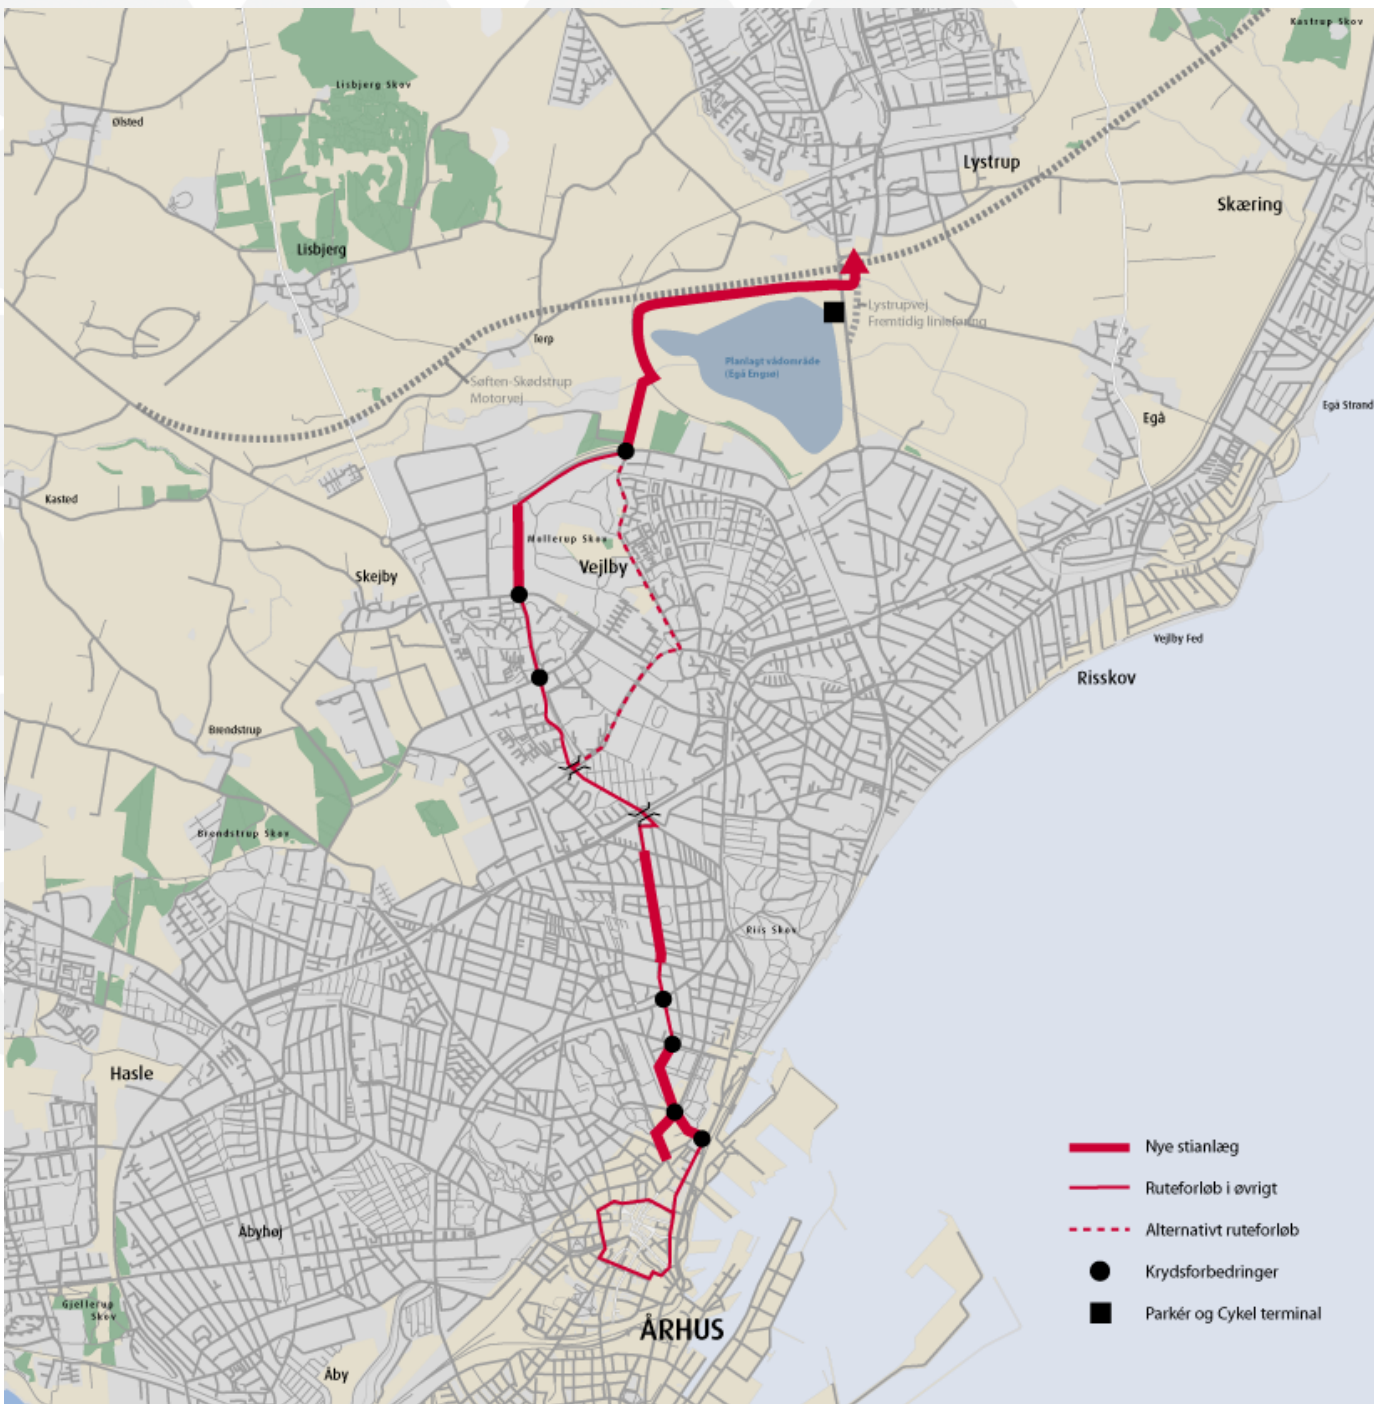 Kastrup Skov
Lisbjerg Skov
Ølsted
Lystrup
Skæring
Lisbjerg
Lystrupvej
Fremtidig linieføring
Terp
Planlagt vådområde
(Egå Engsø)
Søften-Skødstrup
Motorvej
Egå Strand
Egå
Kasted
Mollerup Skov
Vejlby
Skejby
Vejlby Fed
Risskov
Brendstrup
Brendstrup Skov
Riis Skov
Hasle
Nye stianlæg
Ruteforløb i øvrigt
Alternativt ruteforløb
Krydsforbedringer
Parkér og Cykel terminal
Åbyhøj
Gjellerup
Skov
ÅRHUS
Åby